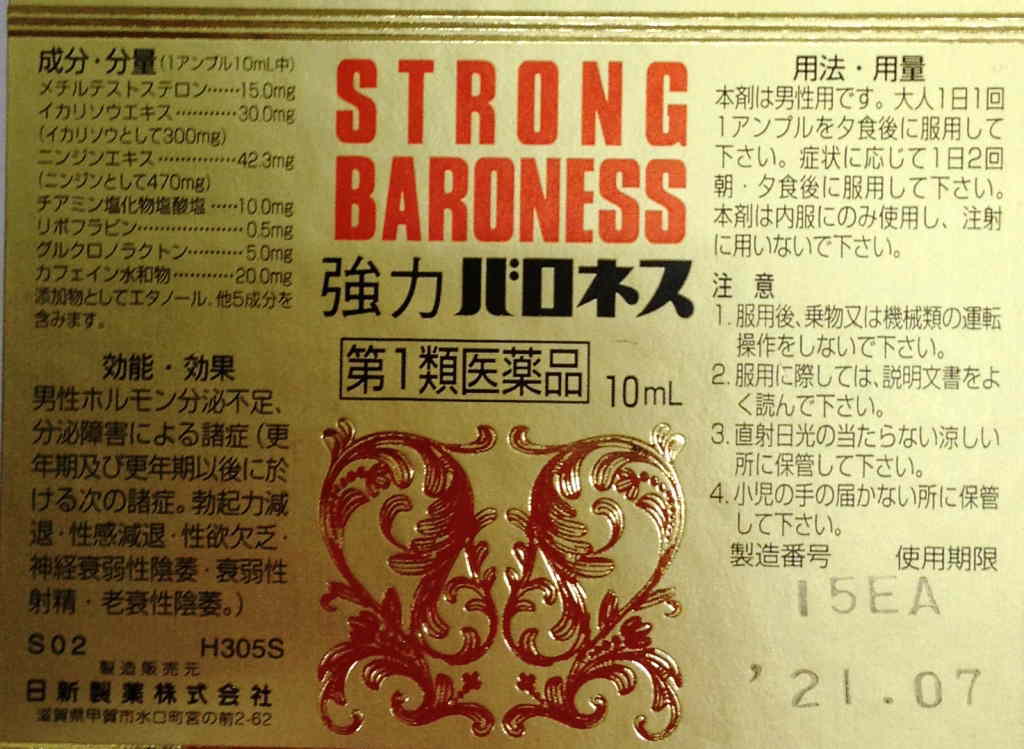 成分・分量(1アンプル10mL中)
メチルテストステロン……15.0mg
イカリソウエキス…………30.0mg
(イカリソウとして300mg)
ニンジンエキス……………42.3mg
(ニンジンとして470mg)
チアミン塩化物塩酸塩……10.0mg
リボフラビン………………0.5mg
グルクロノラクトン………5.0mg
カフェイン水和物…………20.0mg
添加物としてエタノール、他5成分を
含みます。
効能・効果
男性ホルモン分泌不足、
分泌障害による諸症(更
年期及び更年期以後に於
ける次の諸症。勃起力減
退・性感減退・性欲欠乏・
神経衰弱性陰萎・衰弱性
射精・老衰性陰萎。)
S02 H305S
製造販売元
日新製薬株式会社
滋賀県甲賀市水口町宮の前2-62
STRONG
BARONESS
強力バロネス
第1類医薬品 10mL
用法・用量
本剤は男性用です。大人1日1回
1アンプルを夕食後に服用して
下さい。症状に応じて1日2回
朝・夕食後に服用して下さい。
本剤は内服にのみ使用し、注射
に用いないで下さい。
注 意
1. 服用後、乗物又は機械類の運転
操作をしないで下さい。
2. 服用に際しては、説明文書をよ
く読んで下さい。
3. 直射日光の当たらない涼しい
所に保管して下さい。
4. 小児の手の届かない所に保管
して下さい。
製造番号 使用期限
15EA
'21.07